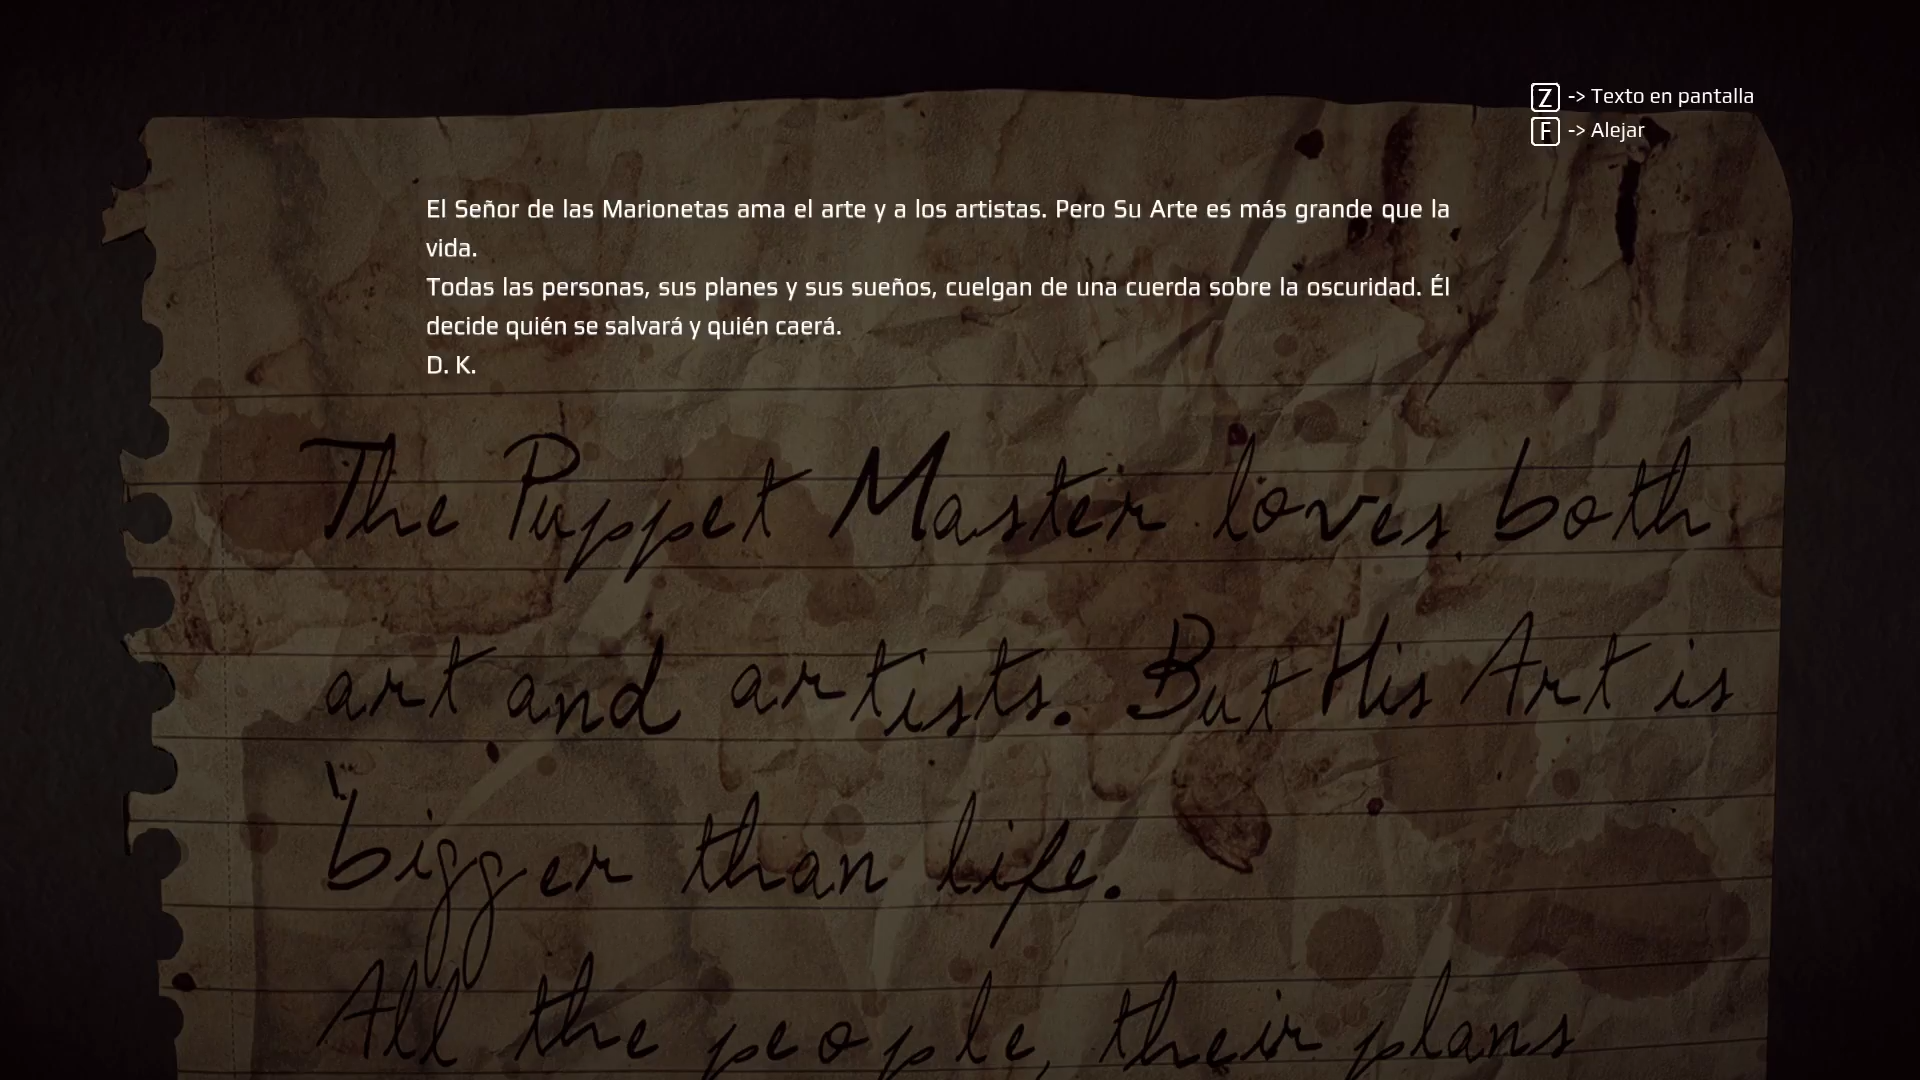 Z -> Texto en pantalla
F -> Alejar
El Señor de las Marionetas ama el arte y a los artistas. Pero Su Arte es más grande que la
vida.
Todas las personas, sus planes y sus sueños, cuelgan de una cuerda sobre la oscuridad. Él
decide quién se salvará y quién caerá.
D. K.
The Puppet Master loves both
art and artists. But His Art is
bigger than life.
All the people, their plans